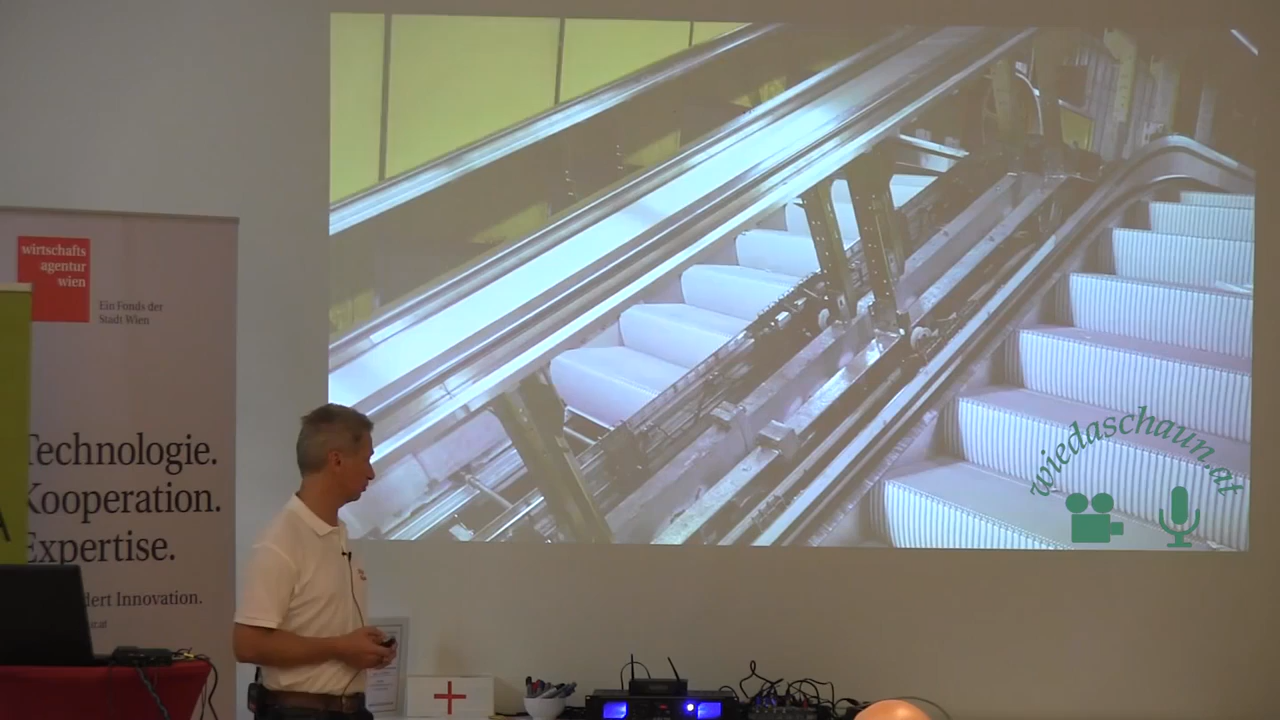 wirtschafts
agentur
wien
Ein Fonds der
Stadt Wien
Technologie.
Kooperation.
Expertise.
dert Innovation.
A
wiedaschaun.at